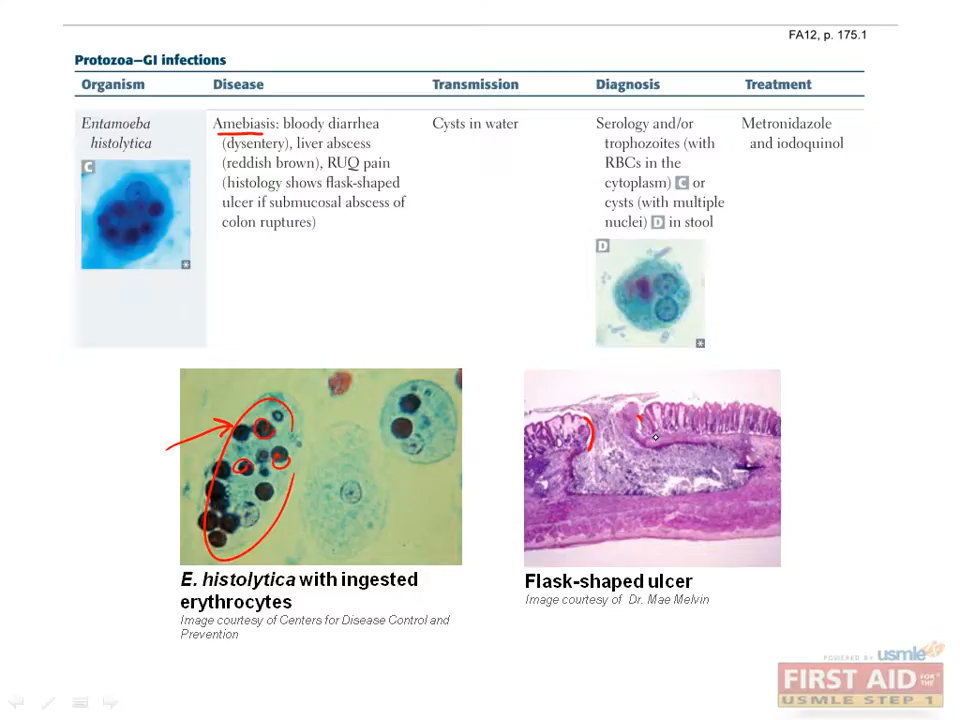 FA12, p. 175.1
Protozoa—GI infections
Organism Disease Transmission Diagnosis Treatment
Entamoeba histolytica
C
Amebiasis: bloody diarrhea
(dysentery), liver abscess
(reddish brown), RUQ pain
(histology shows flask-shaped
ulcer if submucosal abscess of
colon ruptures)
Cysts in water
Serology and/or
trophozoites (with
RBCs in the
cytoplasm) C or
cysts (with multiple
nuclei) D in stool
D
Metronidazole
and iodoquinol
E. histolytica with ingested
erythrocytes
Image courtesy of Centers for Disease Control and
Prevention
Flask-shaped ulcer
Image courtesy of Dr. Mae Melvin
POWERED BY usmle
FIRST AID FOR THE
USMLE STEP 1